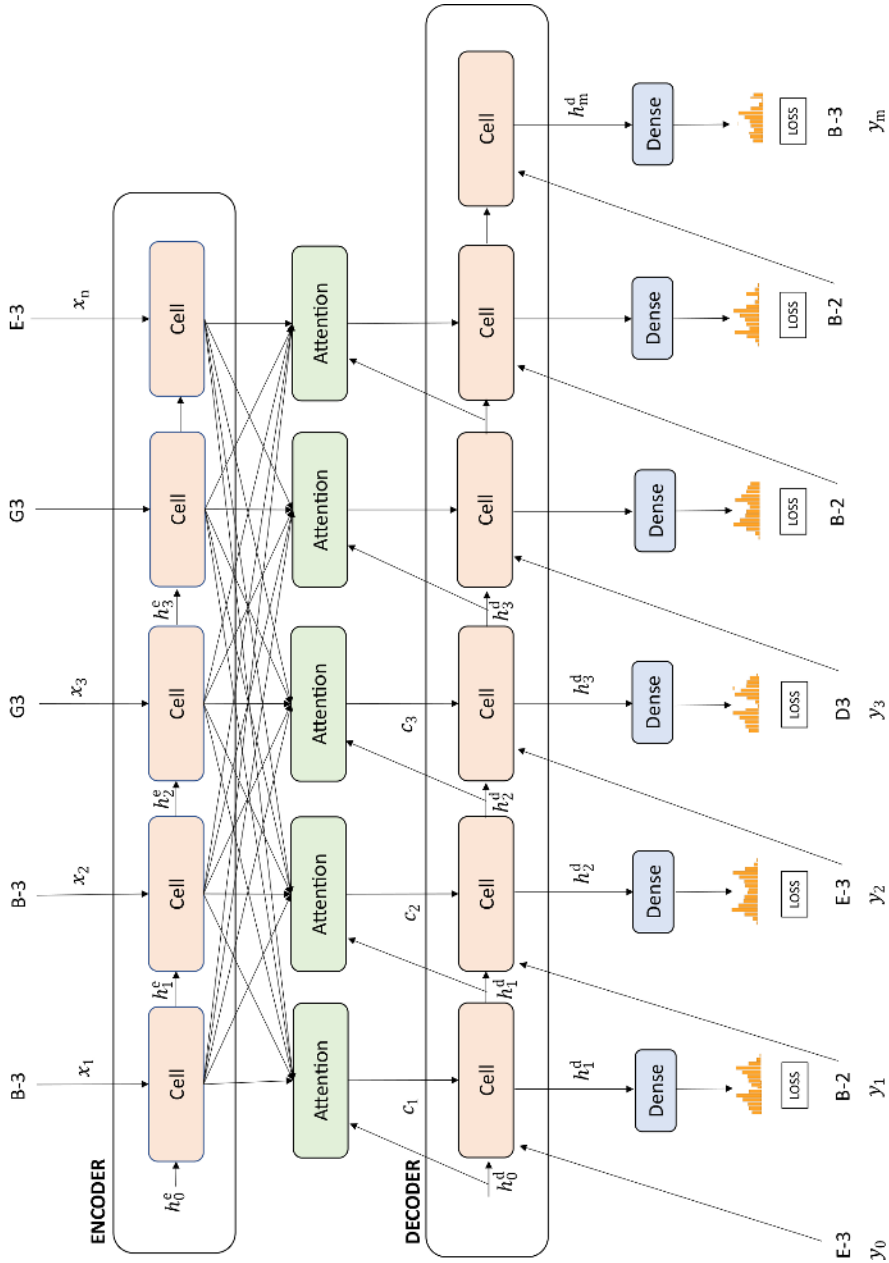 B-3 B-3 G3 G3 E-3
x₁ x₂ x₃ xₙ
ENCODER
h₁ᵉ h₂ᵉ h₃ᵉ
Cell Cell Cell Cell Cell
h₀ᵉ
Attention Attention Attention Attention Attention
c₁ c₂ c₃
DECODER
Cell Cell Cell Cell Cell Cell
h₀ᵈ h₁ᵈ h₂ᵈ h₃ᵈ
h₁ᵈ h₂ᵈ h₃ᵈ hₘᵈ
Dense Dense Dense Dense Dense Dense
LOSS LOSS LOSS LOSS LOSS LOSS
E-3 B-2 E-3 D3 B-2 B-2 B-3
y₀ y₁ y₂ y₃ yₘ